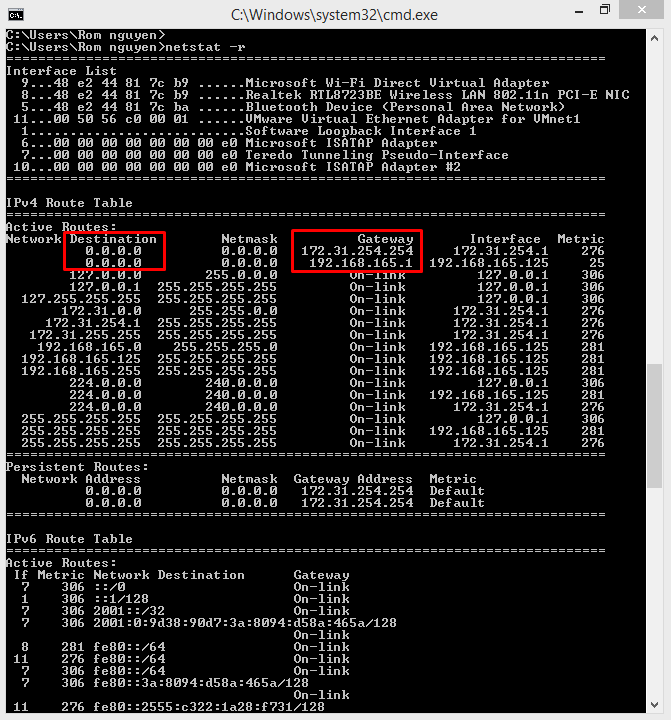 C:\Windows\system32\cmd.exe
C:\Users\Rom nguyen>
C:\Users\Rom nguyen>netstat -r
===========================================================================
Interface List
  9...48 e2 44 81 7c b9 ......Microsoft Wi-Fi Direct Virtual Adapter
  8...48 e2 44 81 7c b9 ......Realtek RTL8723BE Wireless LAN 802.11n PCI-E NIC
  5...48 e2 44 81 7c ba ......Bluetooth Device (Personal Area Network)
 11...00 50 56 c0 00 01 ......VMware Virtual Ethernet Adapter for VMnet1
  1...........................Software Loopback Interface 1
  6...00 00 00 00 00 00 00 e0 Microsoft ISATAP Adapter
  7...00 00 00 00 00 00 00 e0 Teredo Tunneling Pseudo-Interface
 10...00 00 00 00 00 00 00 e0 Microsoft ISATAP Adapter #2
===========================================================================
IPv4 Route Table
===========================================================================
Active Routes:
Network Destination        Netmask          Gateway       Interface  Metric
          0.0.0.0          0.0.0.0   172.31.254.254     172.31.254.1    276
          0.0.0.0          0.0.0.0    192.168.165.1  192.168.165.125     25
        127.0.0.0        255.0.0.0         On-link         127.0.0.1    306
        127.0.0.1  255.255.255.255         On-link         127.0.0.1    306
  127.255.255.255  255.255.255.255         On-link         127.0.0.1    306
       172.31.0.0      255.255.0.0         On-link      172.31.254.1    276
     172.31.254.1  255.255.255.255         On-link      172.31.254.1    276
   172.31.255.255  255.255.255.255         On-link      172.31.254.1    276
    192.168.165.0    255.255.255.0         On-link   192.168.165.125    281
  192.168.165.125  255.255.255.255         On-link   192.168.165.125    281
  192.168.165.255  255.255.255.255         On-link   192.168.165.125    281
        224.0.0.0        240.0.0.0         On-link         127.0.0.1    306
        224.0.0.0        240.0.0.0         On-link   192.168.165.125    281
        224.0.0.0        240.0.0.0         On-link      172.31.254.1    276
  255.255.255.255  255.255.255.255         On-link         127.0.0.1    306
  255.255.255.255  255.255.255.255         On-link   192.168.165.125    281
  255.255.255.255  255.255.255.255         On-link      172.31.254.1    276
===========================================================================
Persistent Routes:
  Network Address          Netmask  Gateway Address  Metric
          0.0.0.0          0.0.0.0   172.31.254.254  Default
          0.0.0.0          0.0.0.0   172.31.254.254  Default
===========================================================================
IPv6 Route Table
===========================================================================
Active Routes:
 If Metric Network Destination      Gateway
  7    306 ::/0                     On-link
  1    306 ::1/128                  On-link
  7    306 2001::/32                On-link
  7    306 2001:0:9d38:90d7:3a:8094:d58a:465a/128
                                    On-link
  8    281 fe80::/64                On-link
 11    276 fe80::/64                On-link
  7    306 fe80::/64                On-link
  7    306 fe80::3a:8094:d58a:465a/128
                                    On-link
 11    276 fe80::2555:c322:1a28:f731/128